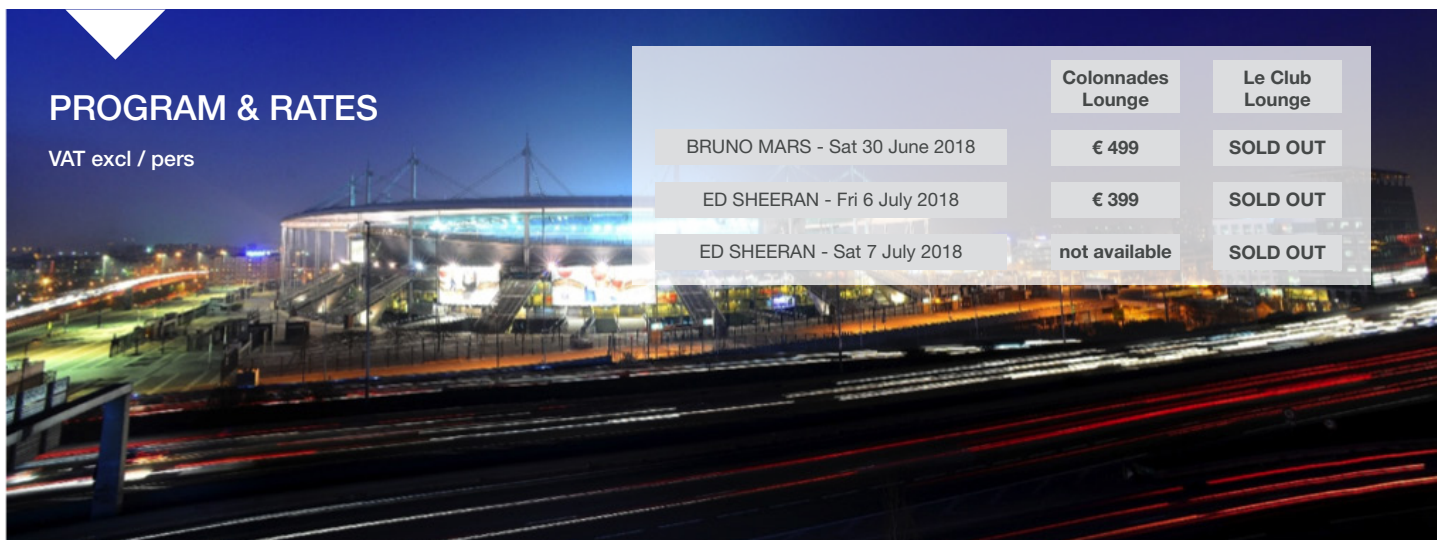 PROGRAM & RATES
VAT excl / pers
Colonnades
Lounge
Le Club
Lounge
BRUNO MARS - Sat 30 June 2018
€ 499
SOLD OUT
ED SHEERAN - Fri 6 July 2018
€ 399
SOLD OUT
ED SHEERAN - Sat 7 July 2018
not available
SOLD OUT